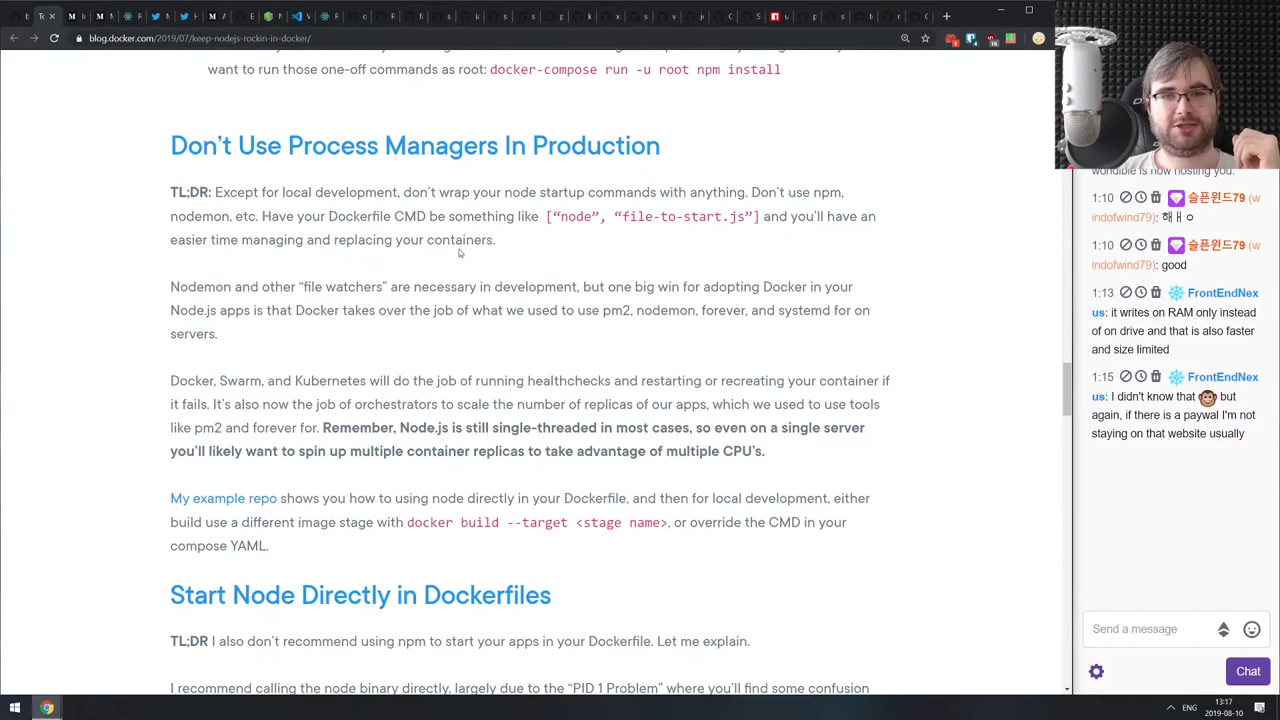 blog.docker.com/2019/07/keep-nodejs-rockin-in-docker/
want to run those one-off commands as root: docker-compose run -u root npm install
Don’t Use Process Managers In Production
TL;DR: Except for local development, don’t wrap your node startup commands with anything. Don’t use npm,
nodemon, etc. Have your Dockerfile CMD be something like [“node”, “file-to-start.js”] and you’ll have an
easier time managing and replacing your containers.
Nodemon and other “file watchers” are necessary in development, but one big win for adopting Docker in your
Node.js apps is that Docker takes over the job of what we used to use pm2, nodemon, forever, and systemd for on
servers.
Docker, Swarm, and Kubernetes will do the job of running healthchecks and restarting or recreating your container if
it fails. It’s also now the job of orchestrators to scale the number of replicas of our apps, which we used to use tools
like pm2 and forever for. Remember, Node.js is still single-threaded in most cases, so even on a single server
you’ll likely want to spin up multiple container replicas to take advantage of multiple CPU’s.
My example repo shows you how to using node directly in your Dockerfile, and then for local development, either
build use a different image stage with docker build --target <stage name>, or override the CMD in your
compose YAML.
Start Node Directly in Dockerfiles
TL;DR I also don’t recommend using npm to start your apps in your Dockerfile. Let me explain.
I recommend calling the node binary directly, largely due to the “PID 1 Problem” where you’ll find some confusion
wondible is now hosting you.
1:10 슬픈윈드79 (w
indofwind79): 해ㅐㅇ
1:10 슬픈윈드79 (w
indofwind79): good
1:13 FrontEndNex
us: it writes on RAM only instead
of on drive and that is also faster
and size limited
1:15 FrontEndNex
us: I didn't know that but
again, if there is a paywal I'm not
staying on that website usually
Send a message
Chat
ENG
13:17
2019-08-10